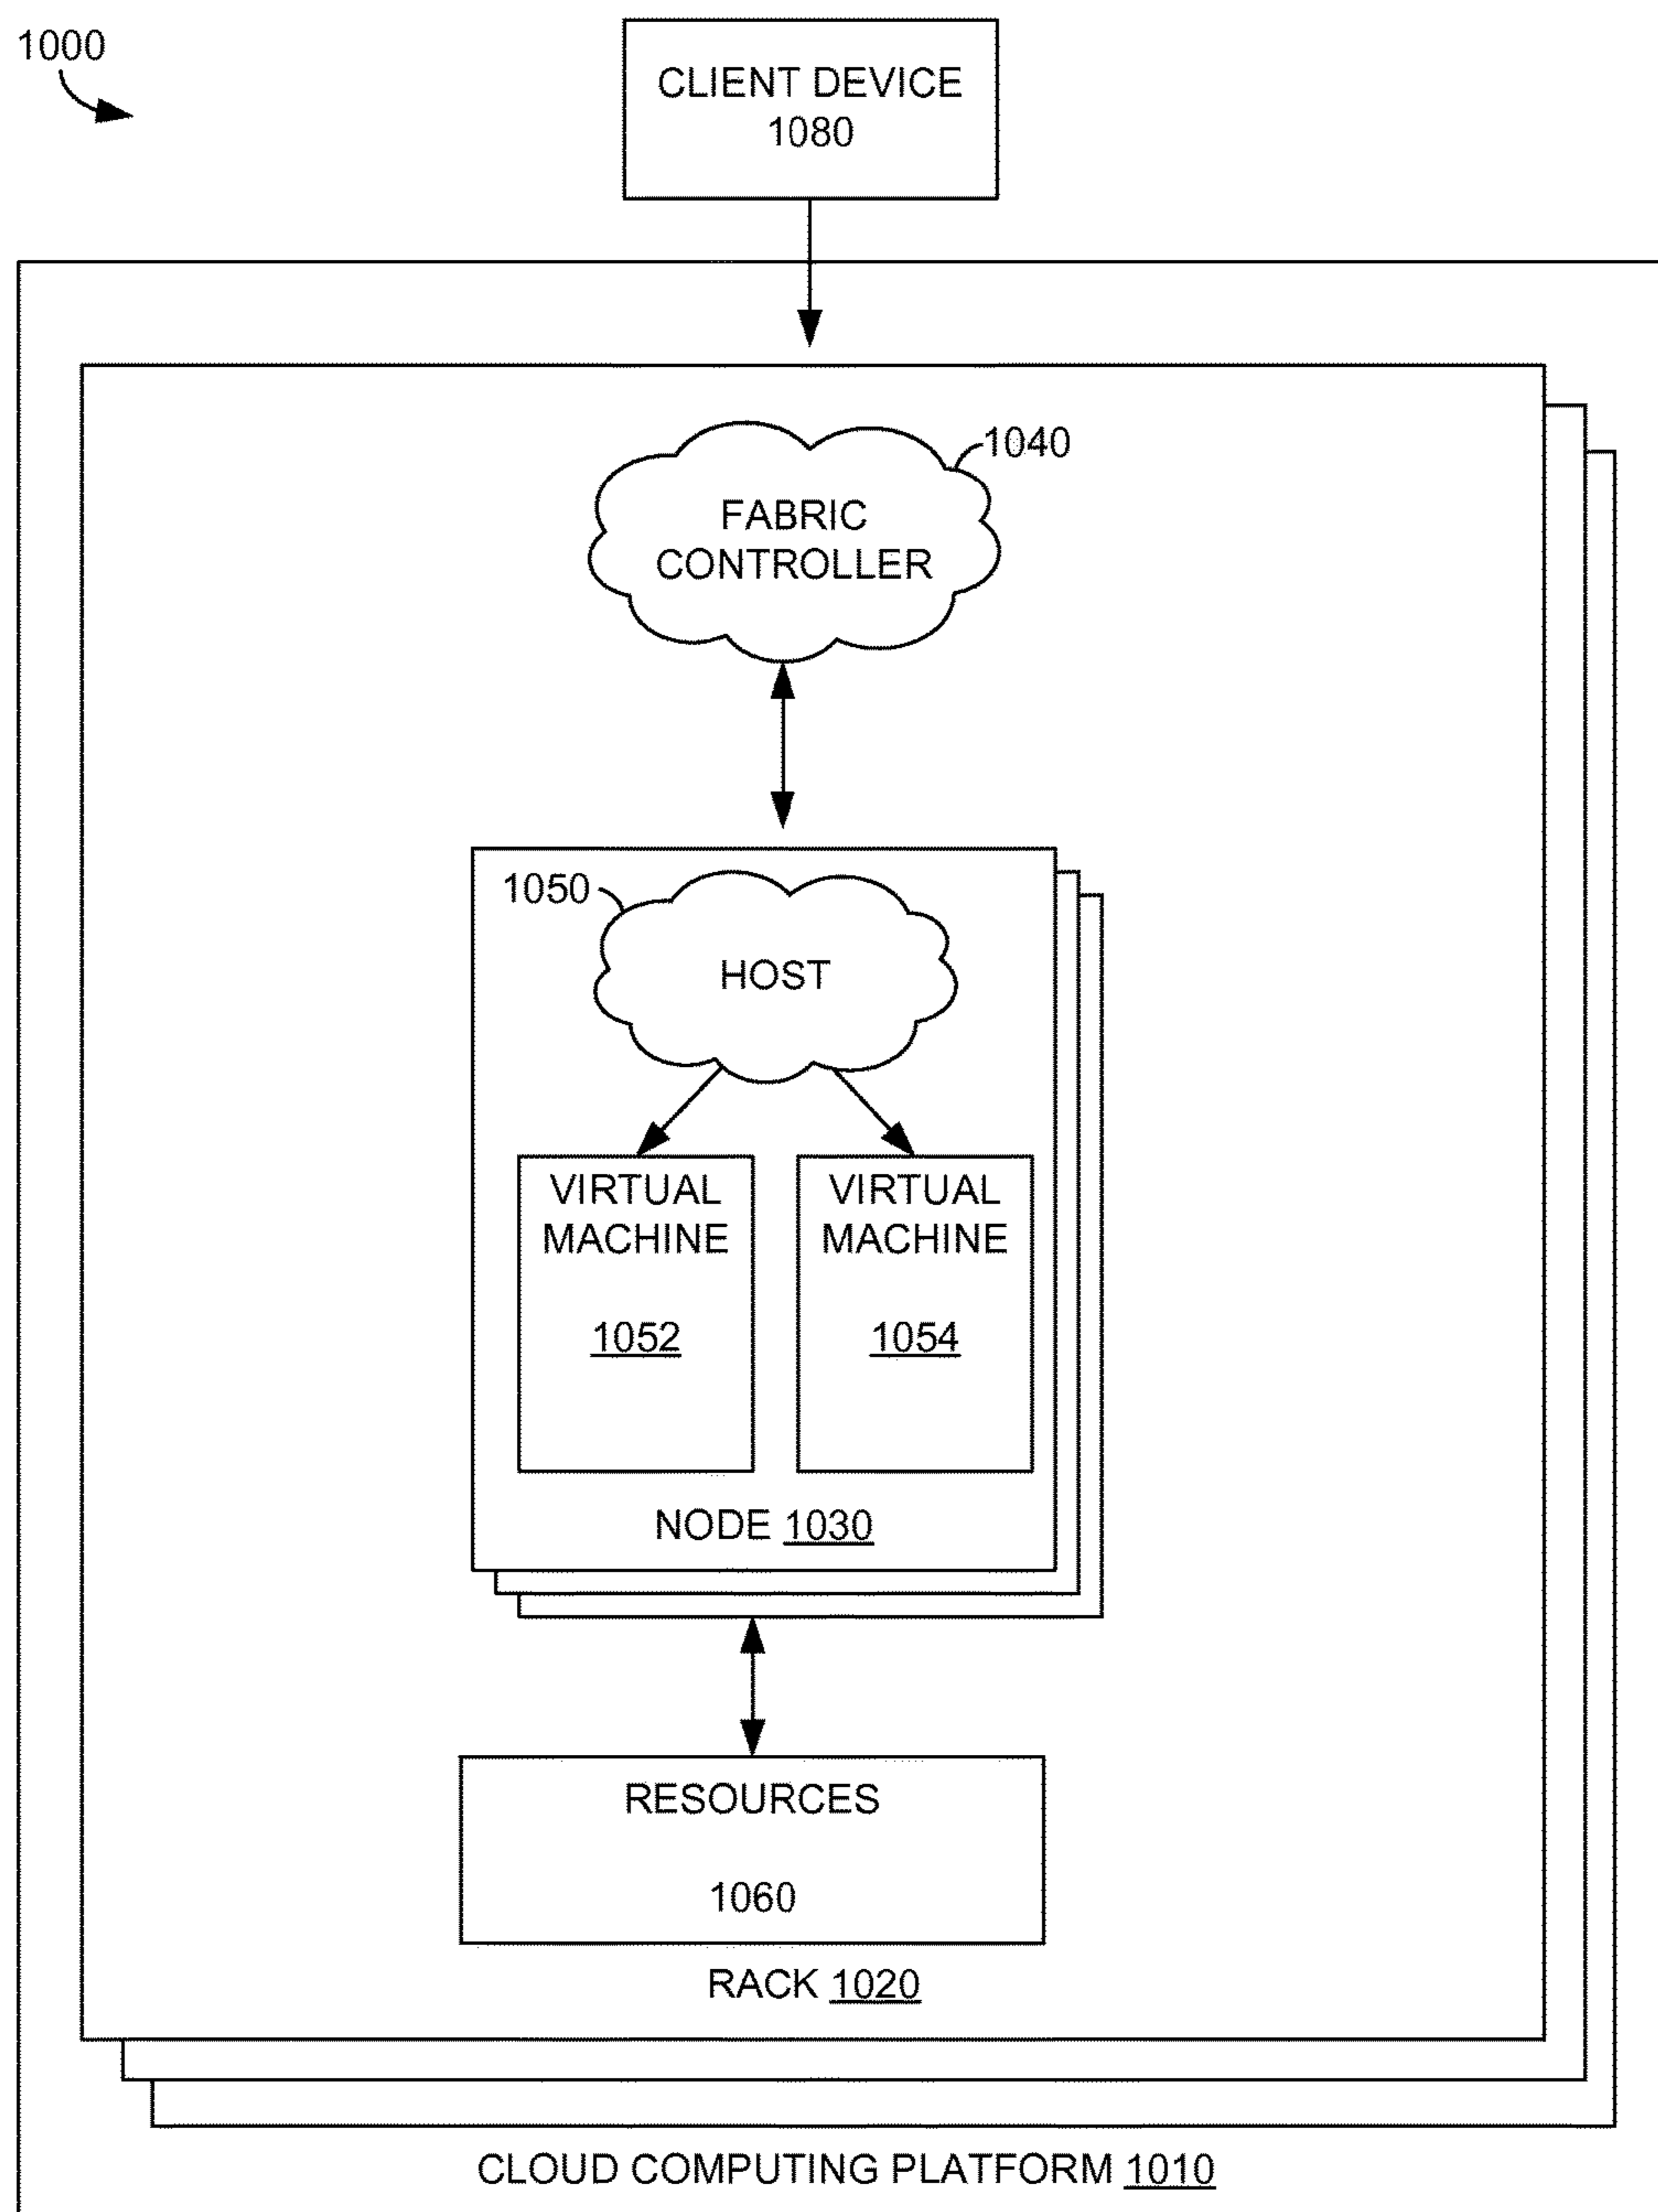 1000
CLIENT DEVICE
1080
1040
FABRIC
CONTROLLER
1050
HOST
VIRTUAL
MACHINE
1052
VIRTUAL
MACHINE
1054
NODE 1030
RESOURCES
1060
RACK 1020
CLOUD COMPUTING PLATFORM 1010